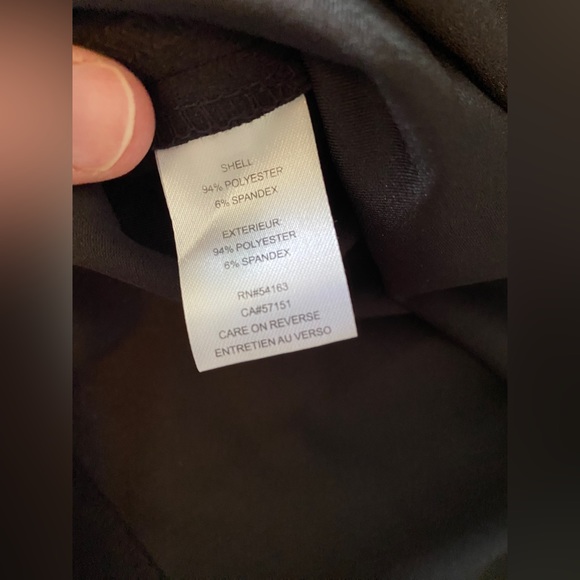 SHELL
94% POLYESTER
6% SPANDEX
EXTERIEUR:
94% POLYESTER
6% SPANDEX
RN#54163
CA#57151
CARE ON REVERSE
ENTRETIEN AU VERSO